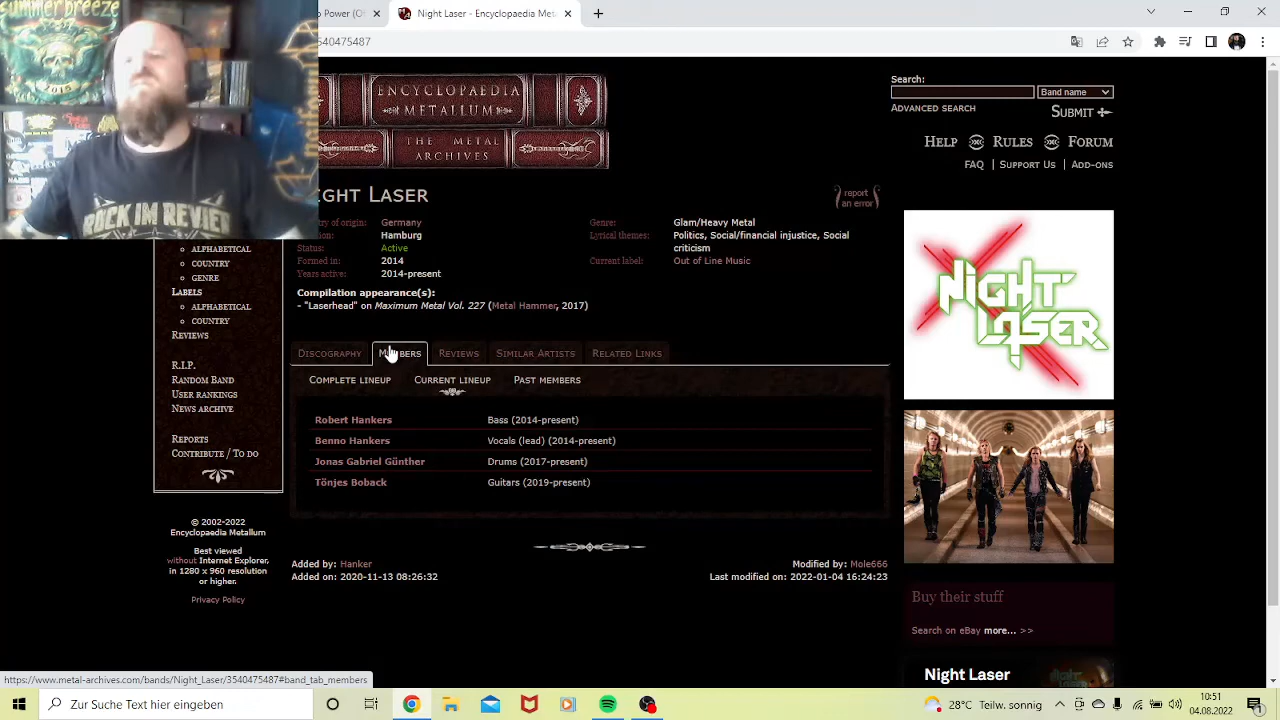 summer breeze
2015
ROCK IM REVIER
Power (O
Night Laser - Encyclopaedia Met
3540475487
ENCYCLOPAEDIA
METALLUM
THE METAL
ARCHIVES
Search:
Band name
ADVANCED SEARCH
SUBMIT
HELP
RULES
FORUM
FAQ | SUPPORT US | ADD-ONS
IGHT LASER
report
an error
try of origin: Germany
ion: Hamburg
Status: Active
Formed in: 2014
Years active: 2014-present
Genre: Glam/Heavy Metal
Lyrical themes: Politics, Social/financial injustice, Social
criticism
Current label: Out of Line Music
Compilation appearance(s):
- "Laserhead" on Maximum Metal Vol. 227 (Metal Hammer, 2017)
DISCOGRAPHY
MEMBERS
REVIEWS
SIMILAR ARTISTS
RELATED LINKS
COMPLETE LINEUP
CURRENT LINEUP
PAST MEMBERS
Robert Hankers Bass (2014-present)
Benno Hankers Vocals (lead) (2014-present)
Jonas Gabriel Günther Drums (2017-present)
Tönjes Boback Guitars (2019-present)
Added by: Hanker
Added on: 2020-11-13 08:26:32
Modified by: Mole666
Last modified on: 2022-01-04 16:24:23
ALPHABETICAL
COUNTRY
GENRE
LABELS
ALPHABETICAL
COUNTRY
REVIEWS
R.I.P.
RANDOM BAND
USER RANKINGS
NEWS ARCHIVE
REPORTS
CONTRIBUTE / TO DO
© 2002-2022
Encyclopaedia Metallum
Best viewed
without Internet Explorer,
in 1280 x 960 resolution
or higher.
Privacy Policy
NIGHT
LASER
Buy their stuff
Search on eBay more... >>
Night Laser
https://www.metal-archives.com/bands/Night_Laser/3540475487#band_tab_members
Zur Suche Text hier eingeben
28°C Teilw. sonnig
10:51
04.08.2022